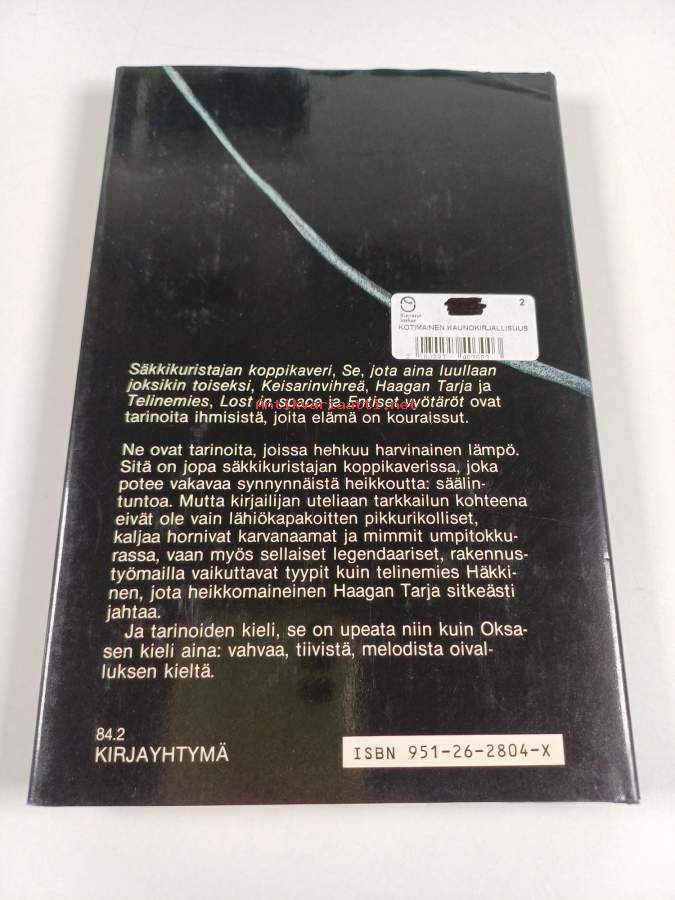 2
KOTIMAINEN KAUNOKIRJALLISUUS
Säkkikuristajan koppikaveri, Se, jota aina luullaan
joksikin toiseksi, Keisarinvihreä, Haagan Tarja ja
Telinemies, Lost in space ja Entiset vyötäröt ovat
tarinoita ihmisistä, joita elämä on kouraissut.
antikvariaatti.net
Ne ovat tarinoita, joissa hehkuu harvinainen lämpö.
Sitä on jopa säkkikuristajan koppikaverissa, joka
potee vakavaa synnynnäistä heikkoutta: säälin-
tuntoa. Mutta kirjailijan uteliaan tarkkailun kohteena
eivät ole vain lähiökapakoitten pikkurikolliset,
kaljaa hornivat karvanaamat ja mimmit umpitokku-
rassa, vaan myös sellaiset legendaariset, rakennus-
työmailla vaikuttavat tyypit kuin telinemies Häkki-
nen, jota heikkomaineinen Haagan Tarja sitkeästi
jahtaa.
Ja tarinoiden kieli, se on upeata niin kuin Oksa-
sen kieli aina: vahvaa, tiivistä, melodista oival-
luksen kieltä.
84.2
KIRJAYHTYMÄ
ISBN 951-26-2804-X